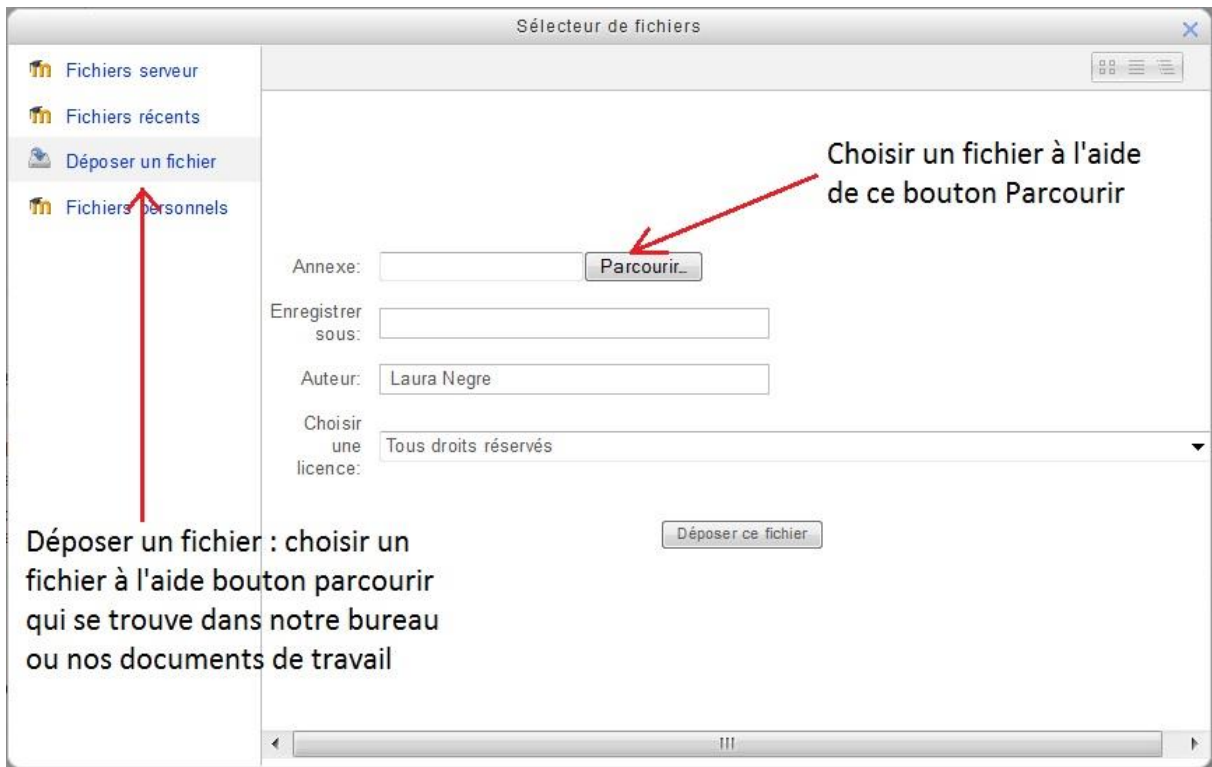 Sélecteur de fichiers
Fichiers serveur
Fichiers récents
Déposer un fichier
Fichiers personnels
Choisir un fichier à l'aide
de ce bouton Parcourir
Annexe:
Parcourir...
Enregistrer
sous:
Auteur:
Laura Negre
Choisir
une
licence:
Tous droits réservés
Déposer ce fichier
Déposer un fichier : choisir un
fichier à l'aide bouton parcourir
qui se trouve dans notre bureau
ou nos documents de travail